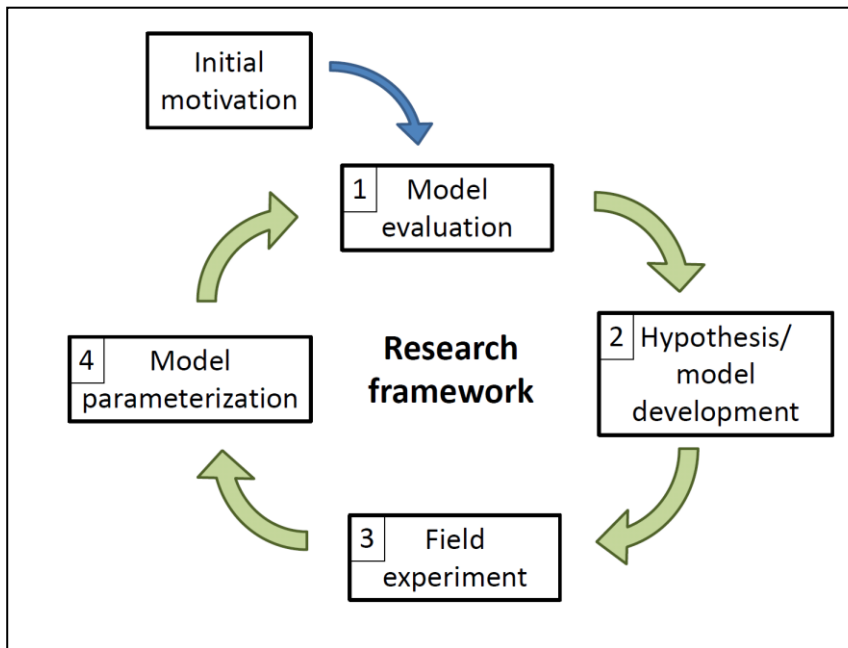 Initial
motivation
1 Model
evaluation
2 Hypothesis/
model
development
3 Field
experiment
4 Model
parameterization
Research
framework